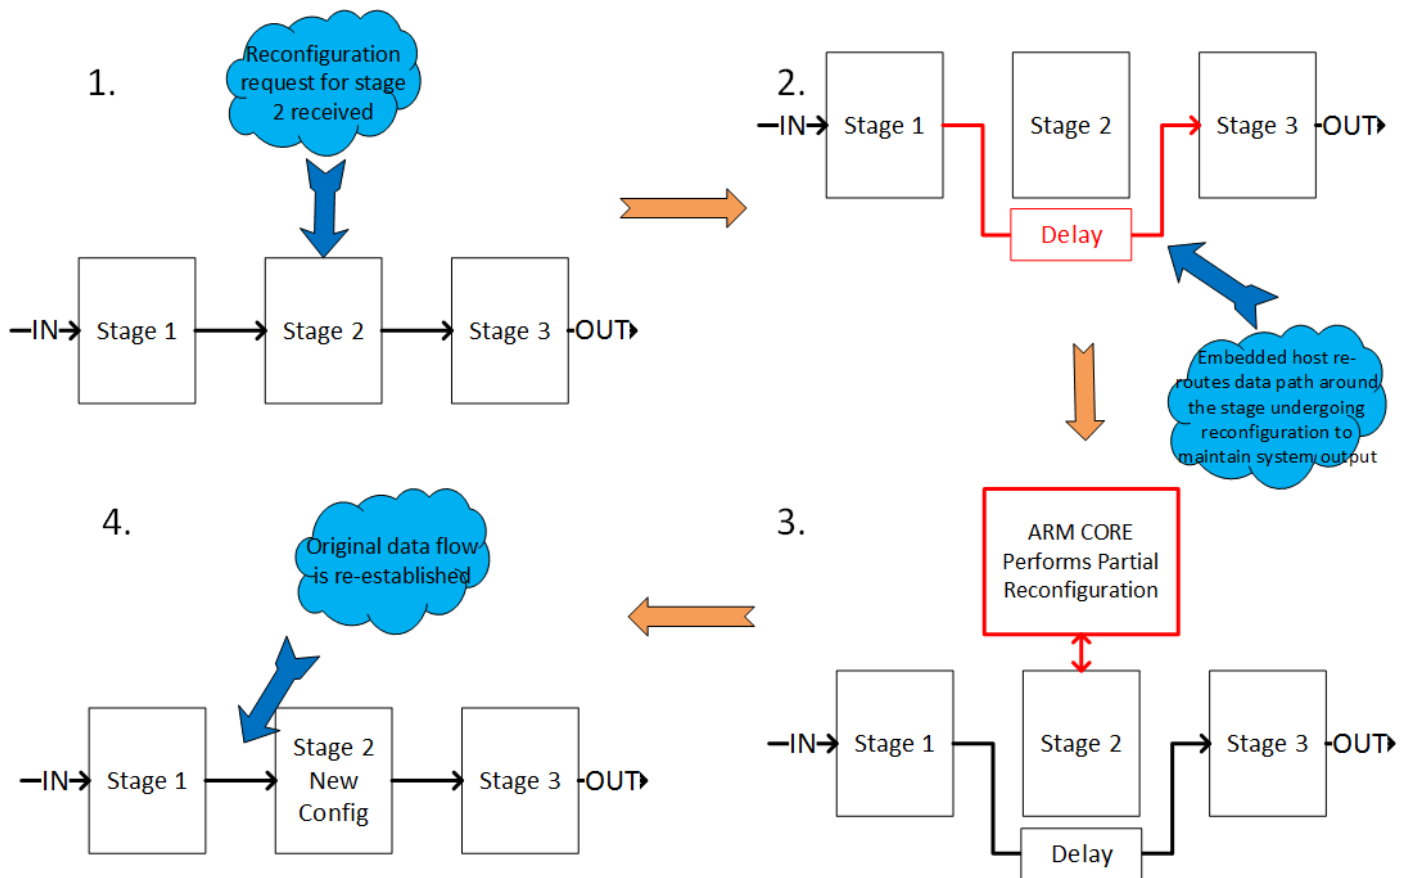 1.
Reconfiguration
request for stage
2 received
IN
Stage 1
Stage 2
Stage 3
OUT
2.
IN
Stage 1
Stage 2
Stage 3
OUT
Delay
Embedded host re-
routes data path around
the stage undergoing
reconfiguration to
maintain system output
3.
ARM CORE
Performs Partial
Reconfiguration
IN
Stage 1
Stage 2
Stage 3
OUT
Delay
4.
Original data flow
is re-established
IN
Stage 1
Stage 2
New
Config
Stage 3
OUT